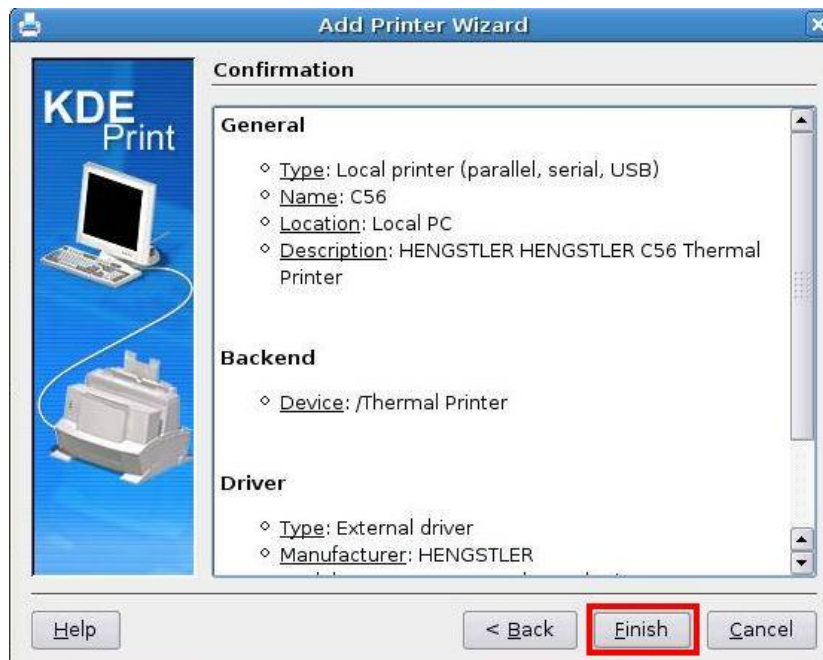 Add Printer Wizard
KDE
Print
Confirmation
General
Type: Local printer (parallel, serial, USB)
Name: C56
Location: Local PC
Description: HENGSTLER HENGSTLER C56 Thermal
Printer
Backend
Device: /Thermal Printer
Driver
Type: External driver
Manufacturer: HENGSTLER
Help
< Back
Finish
Cancel